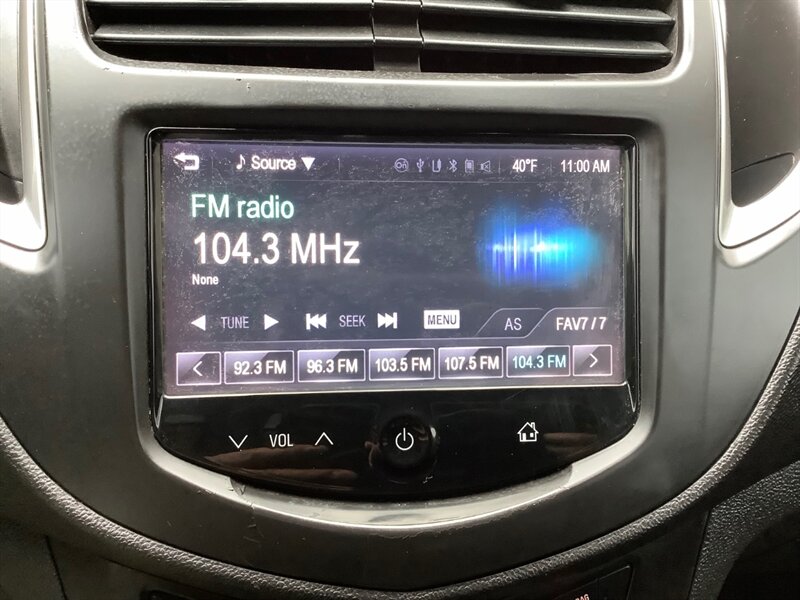 Source 40°F 11:00 AM
FM radio
104.3 MHz
None
TUNE SEEK MENU AS FAV7 / 7
92.3 FM 96.3 FM 103.5 FM 107.5 FM 104.3 FM
VOL